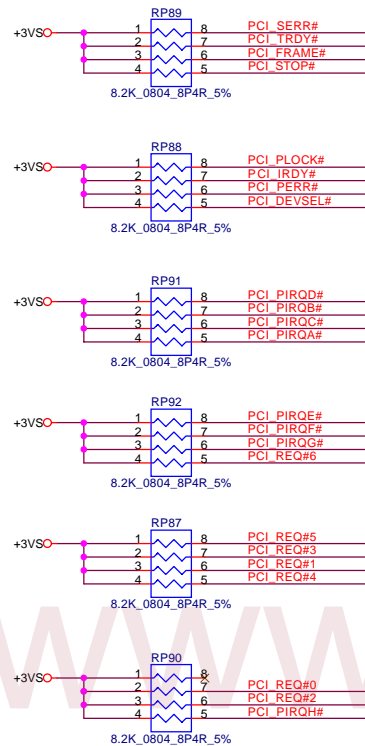 RP89
+3VS 1 8 PCI_SERR#
2 7 PCI_TRDY#
3 6 PCI_FRAME#
4 5 PCI_STOP#
8.2K_0804_8P4R_5%
RP88
+3VS 1 8 PCI_PLOCK#
2 7 PCI_IRDY#
3 6 PCI_PERR#
4 5 PCI_DEVSEL#
8.2K_0804_8P4R_5%
RP91
+3VS 1 8 PCI_PIRQD#
2 7 PCI_PIRQB#
3 6 PCI_PIRQC#
4 5 PCI_PIRQA#
8.2K_0804_8P4R_5%
RP92
+3VS 1 8 PCI_PIRQE#
2 7 PCI_PIRQF#
3 6 PCI_PIRQG#
4 5 PCI_REQ#6
8.2K_0804_8P4R_5%
RP87
+3VS 1 8 PCI_REQ#5
2 7 PCI_REQ#3
3 6 PCI_REQ#1
4 5 PCI_REQ#4
8.2K_0804_8P4R_5%
RP90
+3VS 1 8
2 7 PCI_REQ#0
3 6 PCI_REQ#2
4 5 PCI_PIRQH#
8.2K_0804_8P4R_5%
WWW